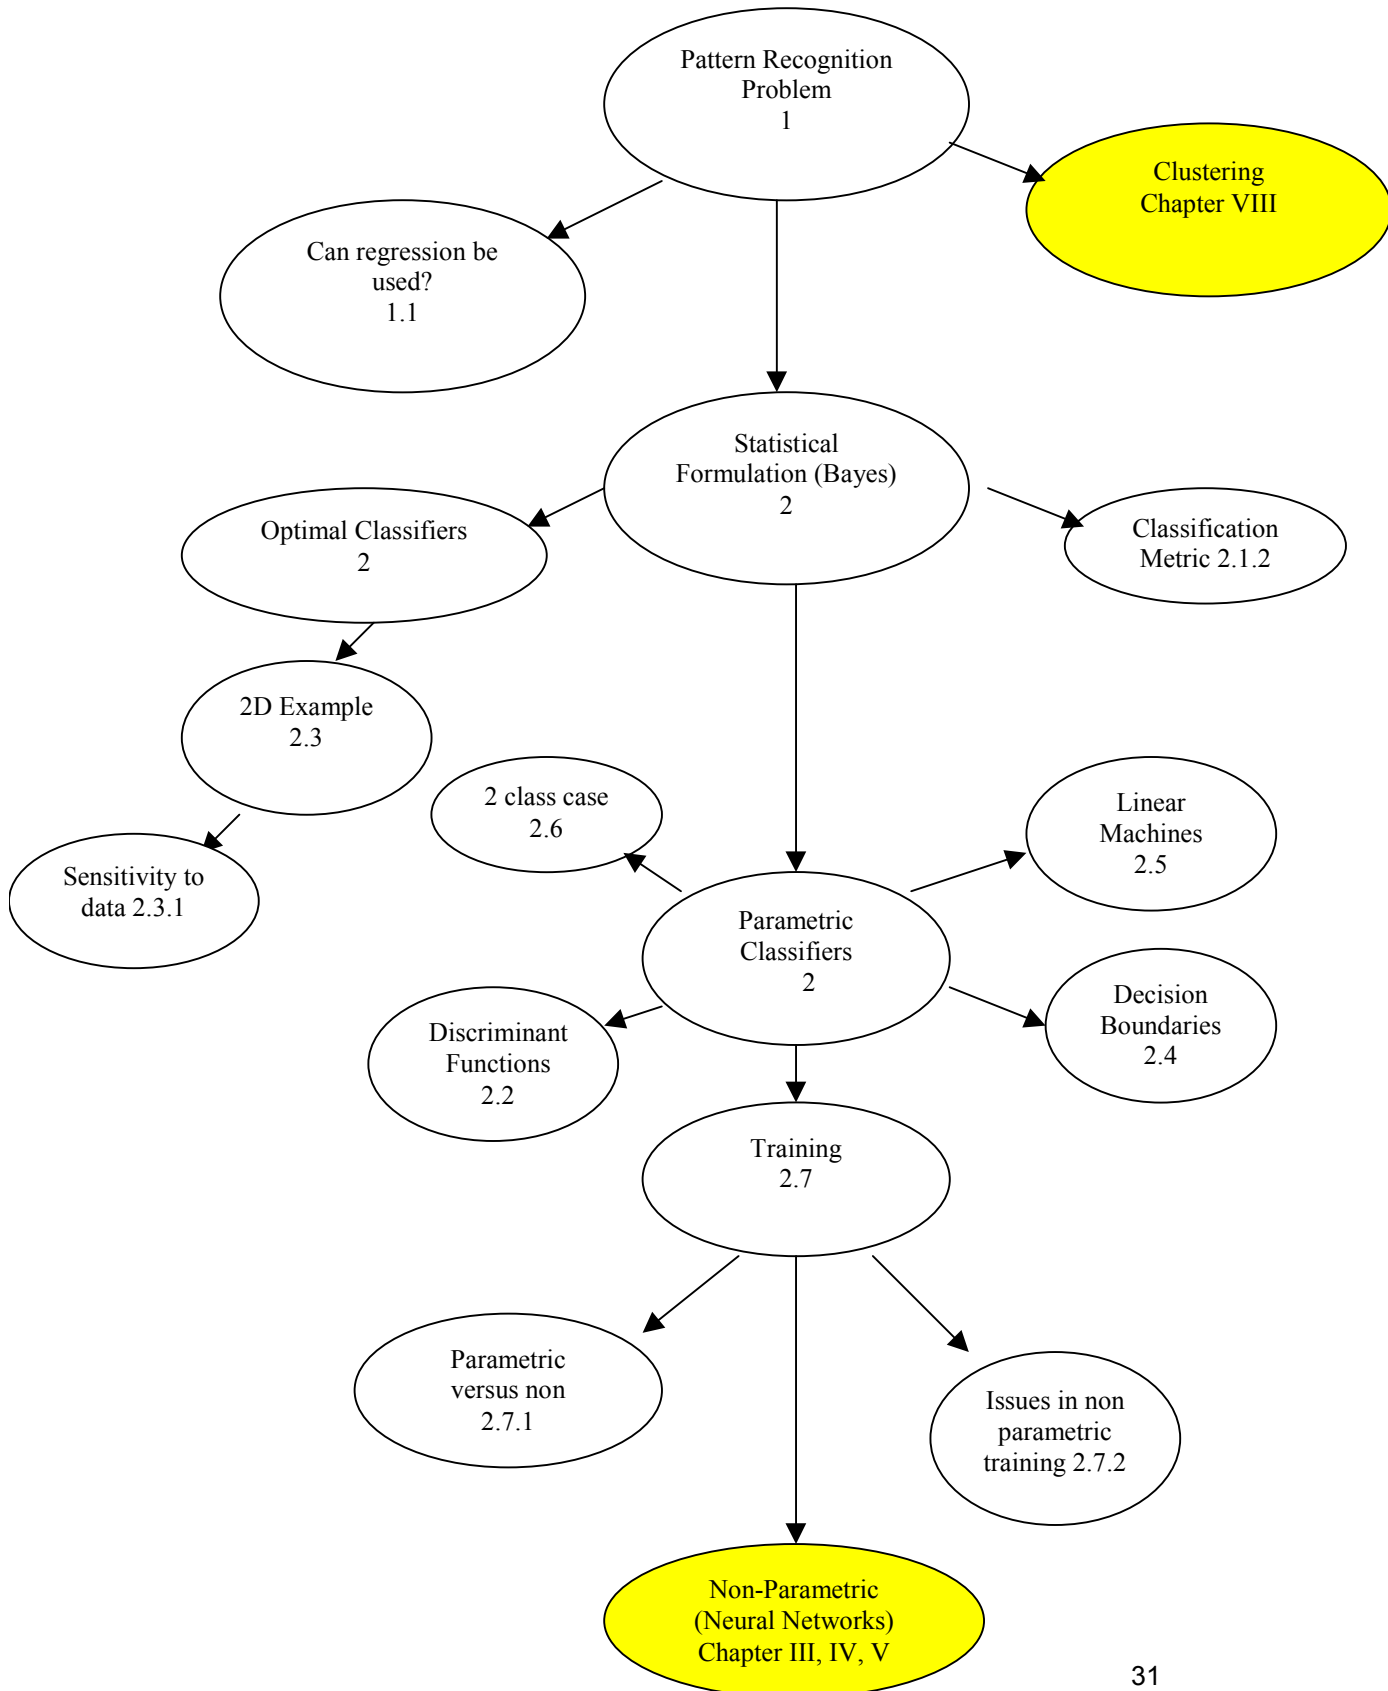 Pattern Recognition
Problem
1
Clustering
Chapter VIII
Can regression be
used?
1.1
Statistical
Formulation (Bayes)
2
Optimal Classifiers
2
Classification
Metric 2.1.2
2D Example
2.3
2 class case
2.6
Linear
Machines
2.5
Sensitivity to
data 2.3.1
Parametric
Classifiers
2
Decision
Boundaries
2.4
Discriminant
Functions
2.2
Training
2.7
Parametric
versus non
2.7.1
Issues in non
parametric
training 2.7.2
Non-Parametric
(Neural Networks)
Chapter III, IV, V
31